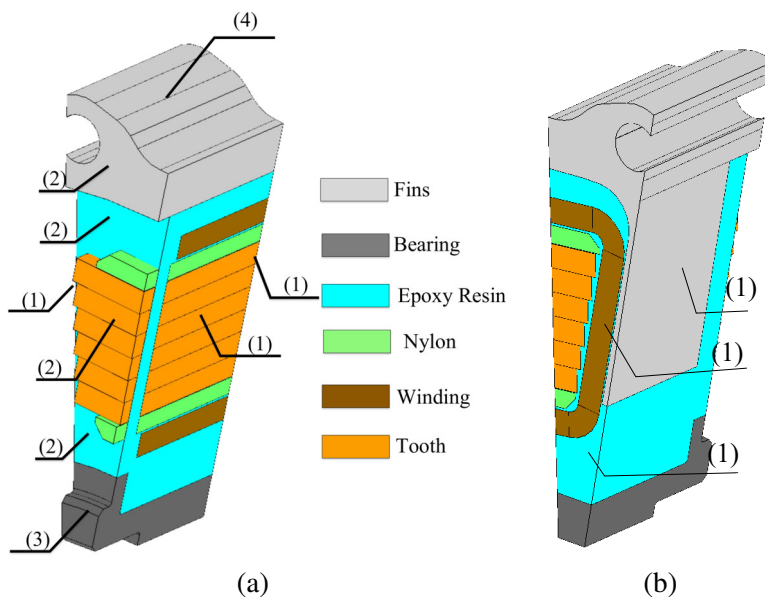 (4)
(2)
(2)
(1)
(2)
(2)
(3)
(1)
(1)
(a)
Fins
Bearing
Epoxy Resin
Nylon
Winding
Tooth
(1)
(1)
(1)
(b)